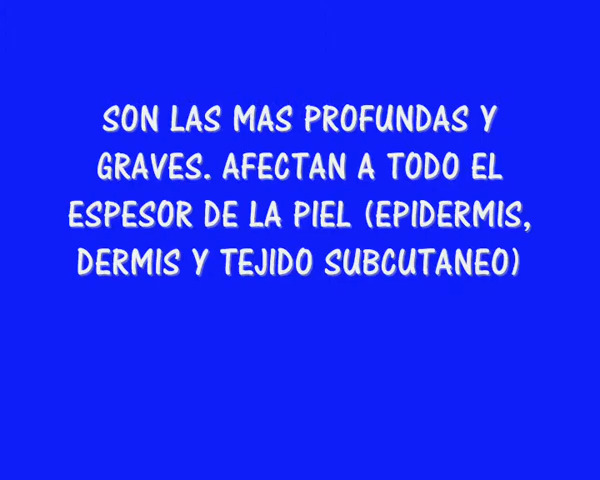 SON LAS MAS PROFUNDAS Y
GRAVES. AFECTAN A TODO EL
ESPESOR DE LA PIEL (EPIDERMIS,
DERMIS Y TEJIDO SUBCUTANEO)